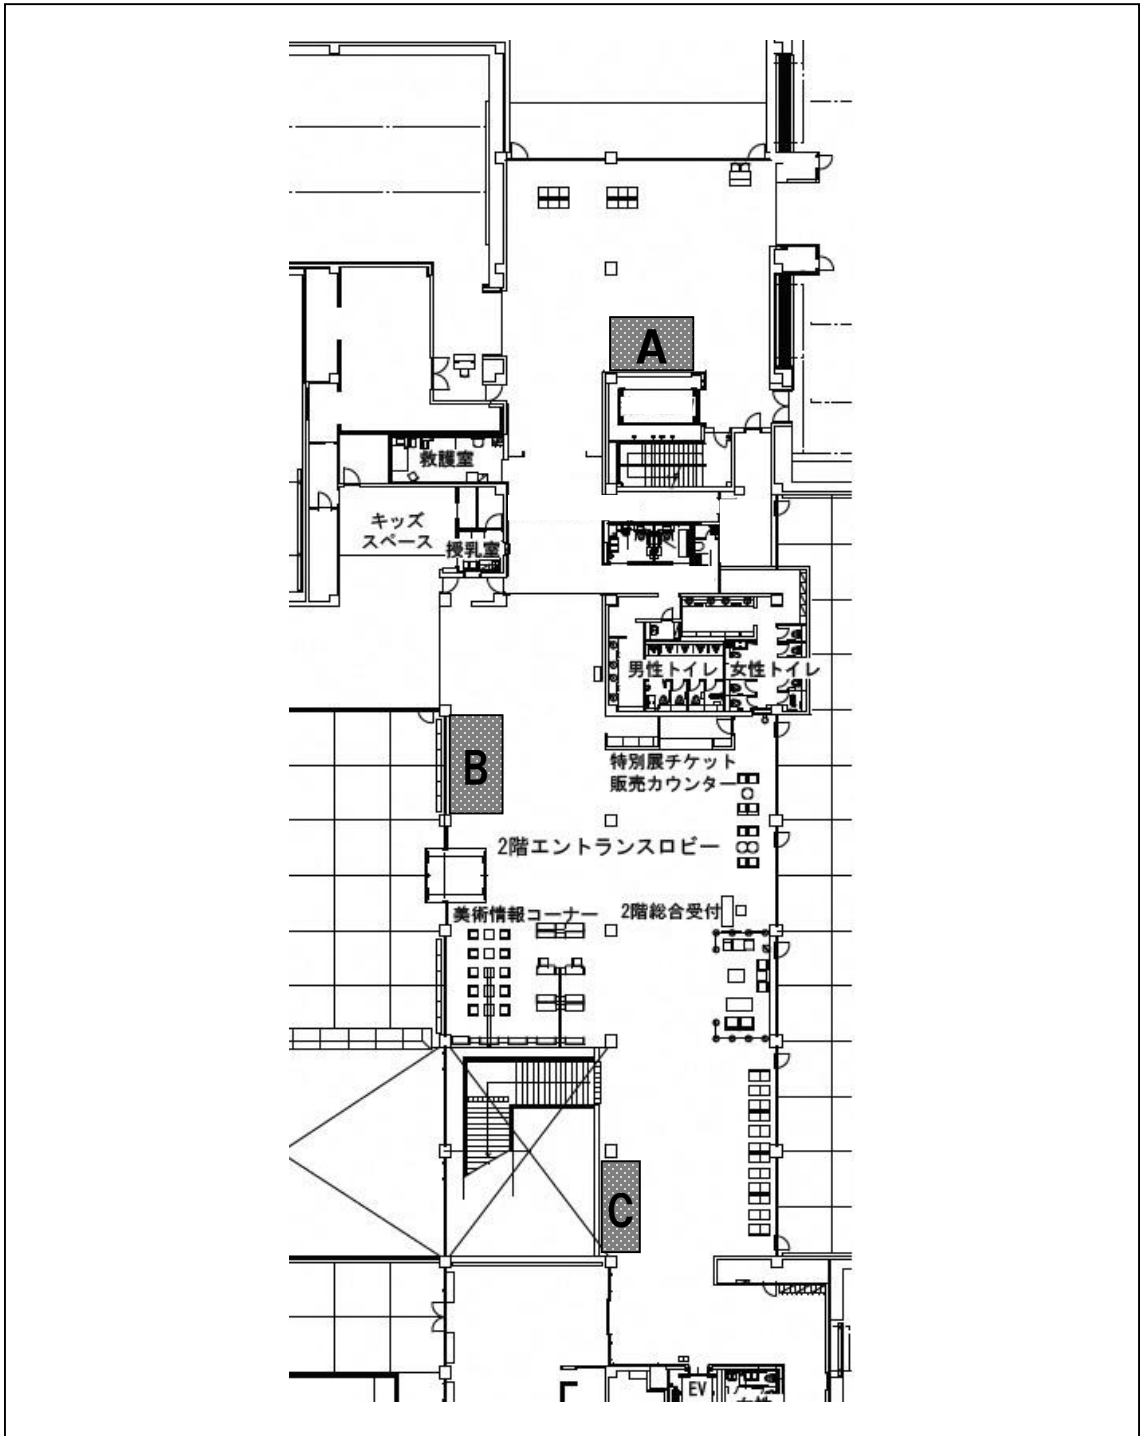 A
救護室
キッズ
スペース
授乳室
男性トイレ
女性トイレ
B
特別展チケット
販売カウンター
2階エントランスロビー
美術情報コーナー
2階総合受付
C
EV